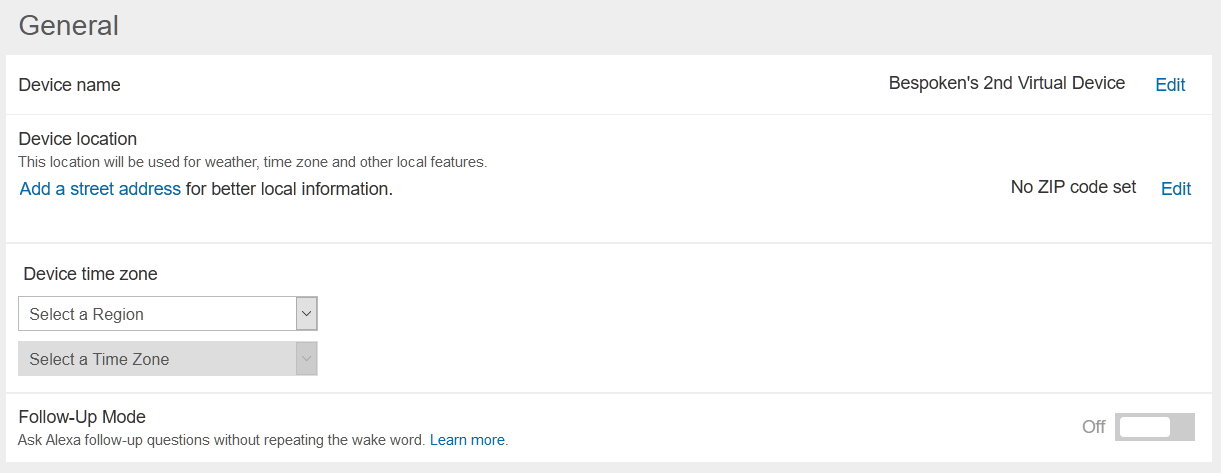 General
Device name
Bespoken's 2nd Virtual Device Edit
Device location
This location will be used for weather, time zone and other local features.
Add a street address for better local information.
No ZIP code set Edit
Device time zone
Select a Region
Select a Time Zone
Follow-Up Mode
Ask Alexa follow-up questions without repeating the wake word. Learn more.
Off